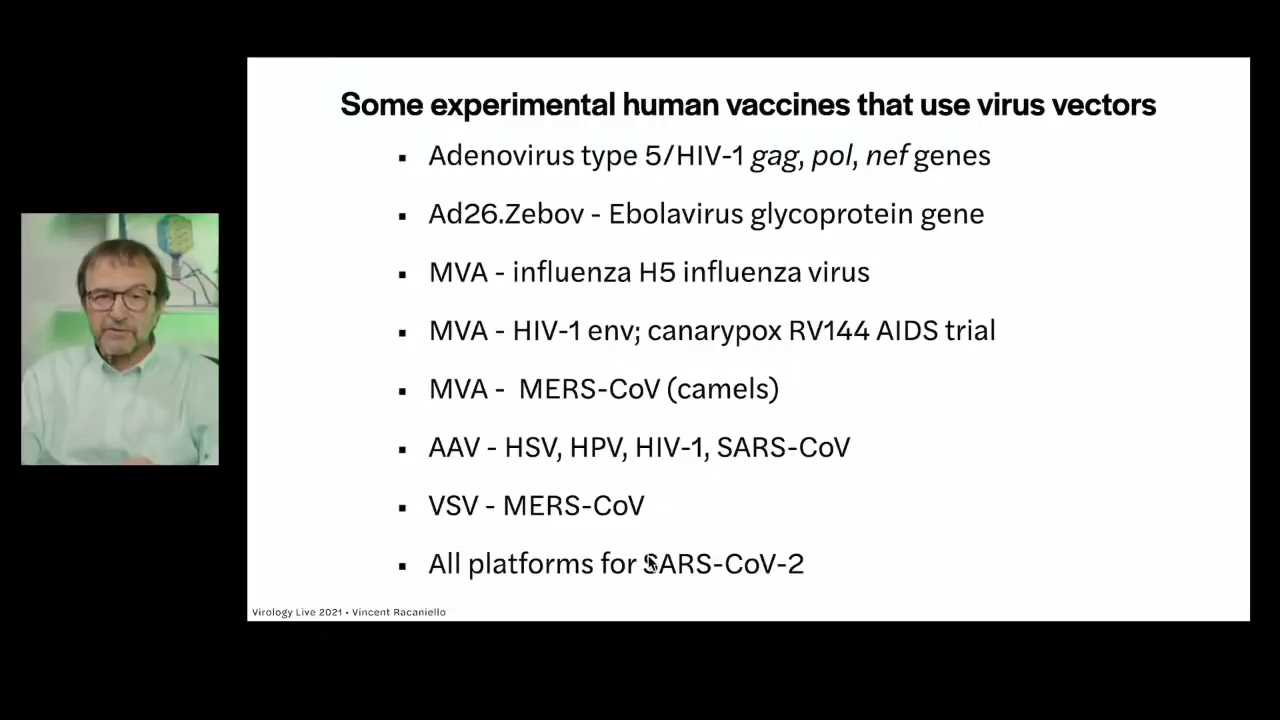 Some experimental human vaccines that use virus vectors
▪ Adenovirus type 5/HIV-1 gag, pol, nef genes
▪ Ad26.Zebov - Ebolavirus glycoprotein gene
▪ MVA - influenza H5 influenza virus
▪ MVA - HIV-1 env; canarypox RV144 AIDS trial
▪ MVA - MERS-CoV (camels)
▪ AAV - HSV, HPV, HIV-1, SARS-CoV
▪ VSV - MERS-CoV
▪ All platforms for SARS-CoV-2
Virology Live 2021 • Vincent Racaniello